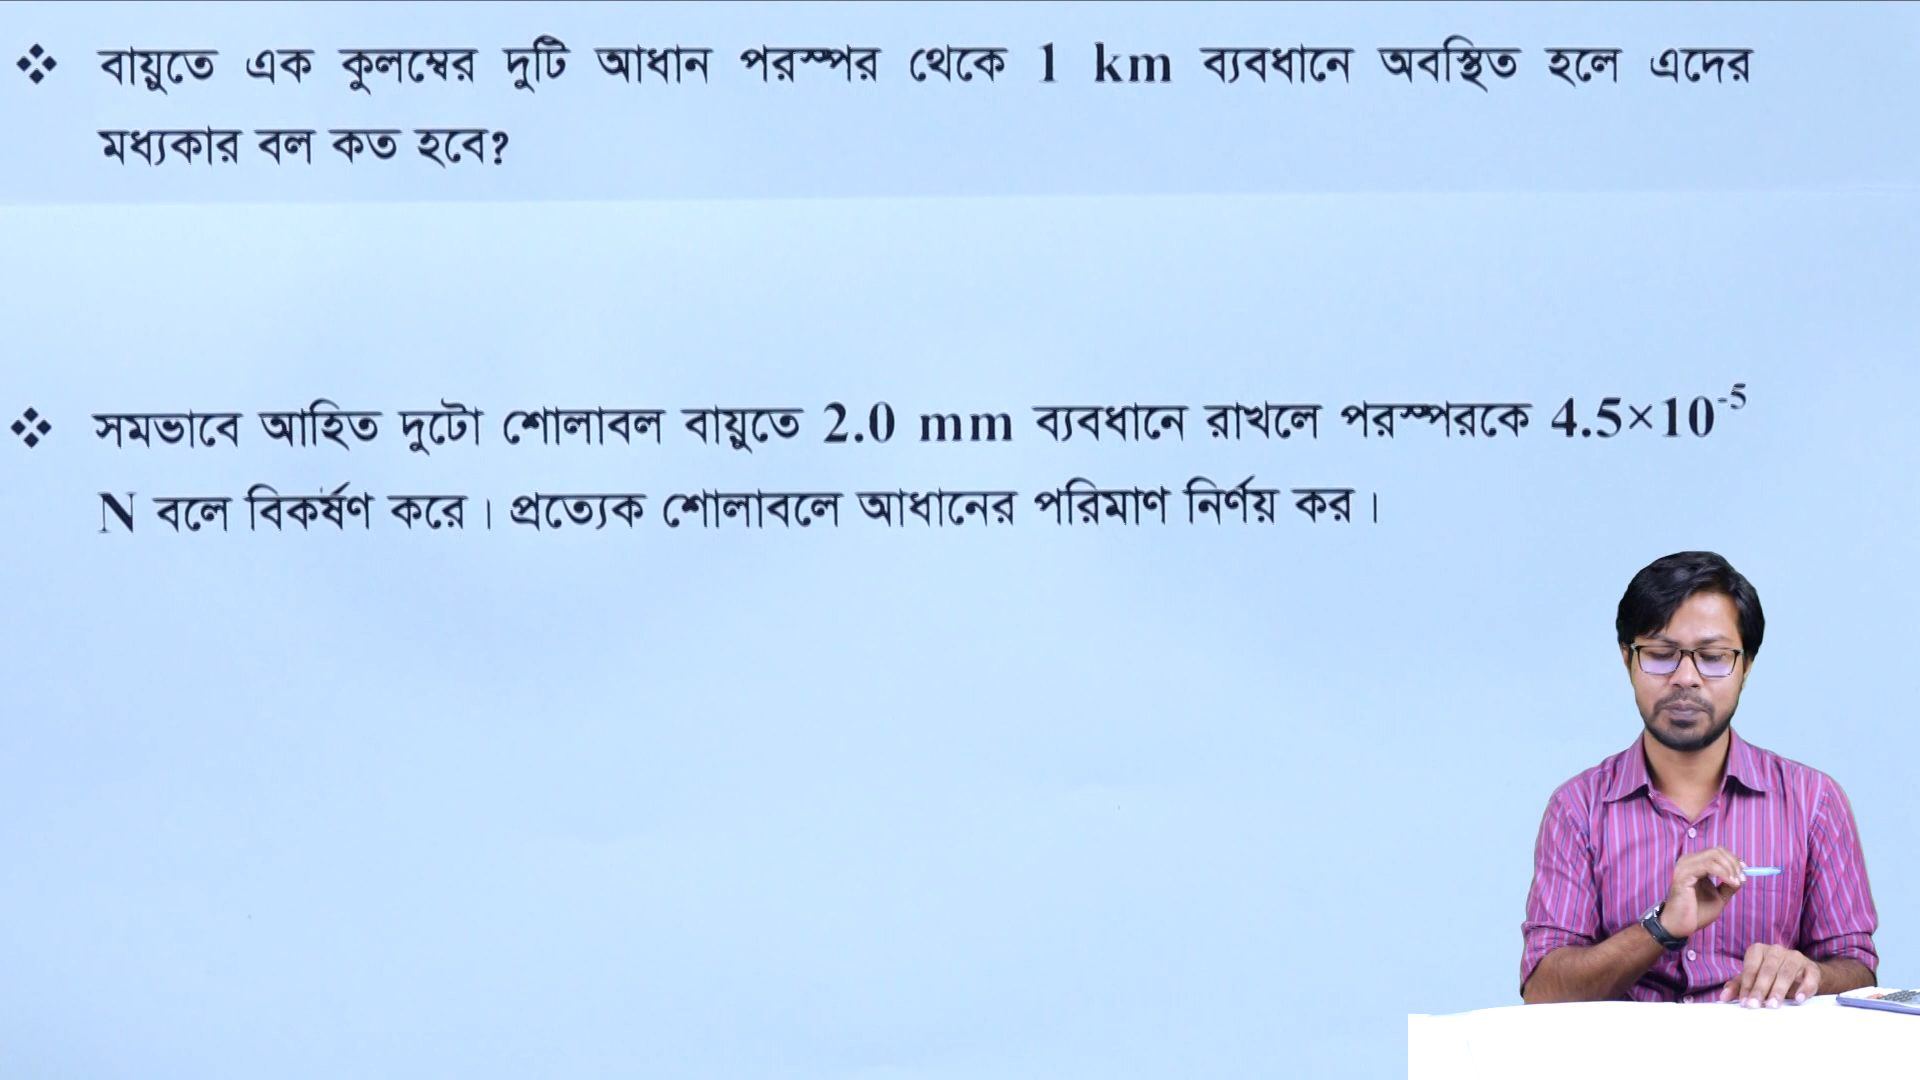 ❖ বায়ুতে এক কুলম্বের দুটি আধান পরস্পর থেকে 1 km ব্যবধানে অবস্থিত হলে এদের
মধ্যকার বল কত হবে?
❖ সমভাবে আহিত দুটো শোলাবল বায়ুতে 2.0 mm ব্যবধানে রাখলে পরস্পরকে 4.5×10⁻⁵
N বলে বিকর্ষণ করে। প্রত্যেক শোলাবলে আধানের পরিমাণ নির্ণয় কর।